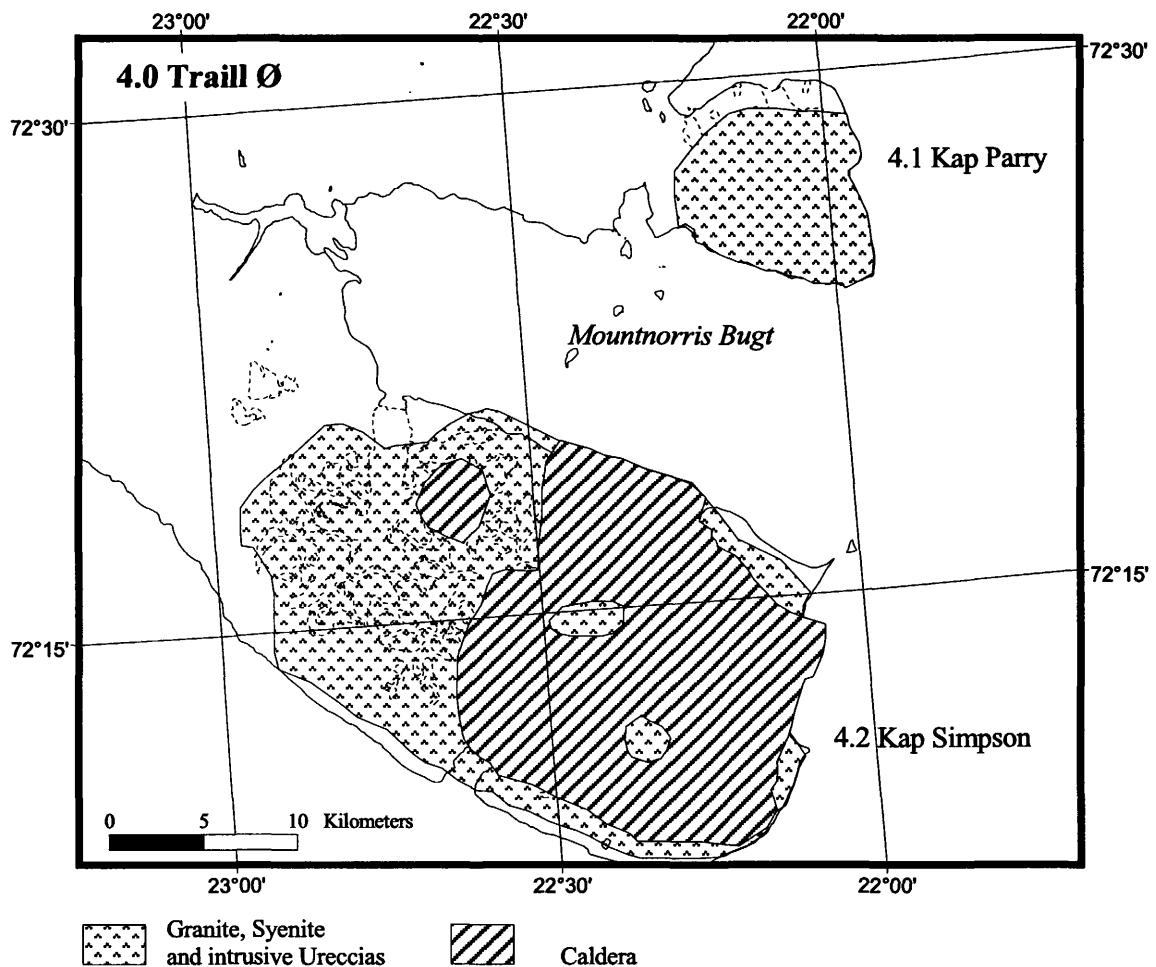 23°00'
22°30'
22°00'
4.0 Traill Ø
72°30'
72°30'
4.1 Kap Parry
Mountnorris Bugt
72°15'
72°15'
4.2 Kap Simpson
0 5 10 Kilometers
23°00'
22°30'
22°00'
Granite, Syenite
and intrusive Ureccias
Caldera